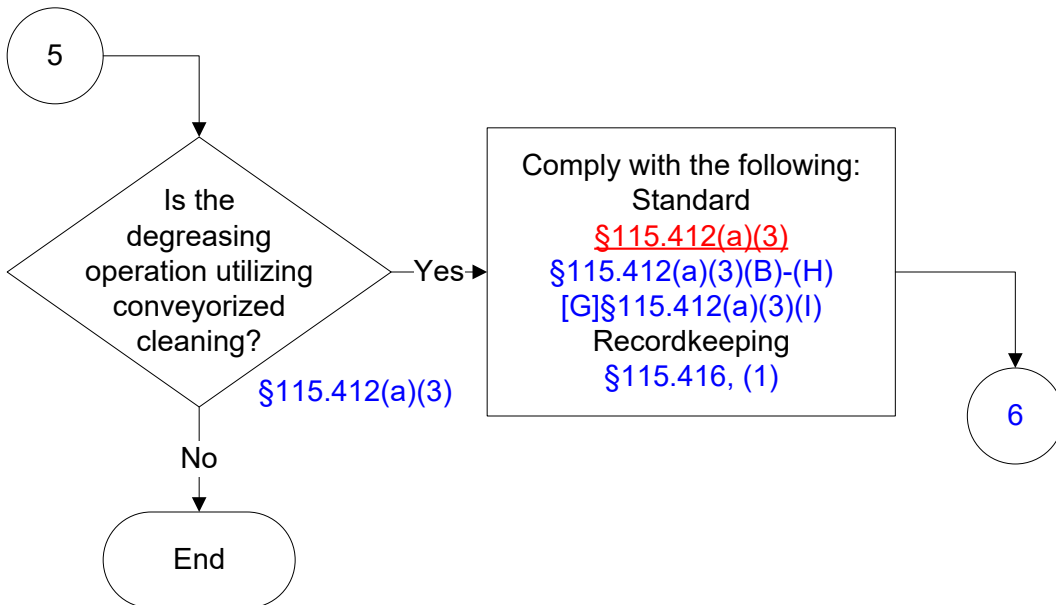 5
Is the
degreasing
operation utilizing
conveyorized
cleaning?
§115.412(a)(3)
Yes
Comply with the following:
Standard
§115.412(a)(3)
§115.412(a)(3)(B)-(H)
[G]§115.412(a)(3)(I)
Recordkeeping
§115.416, (1)
6
No
End